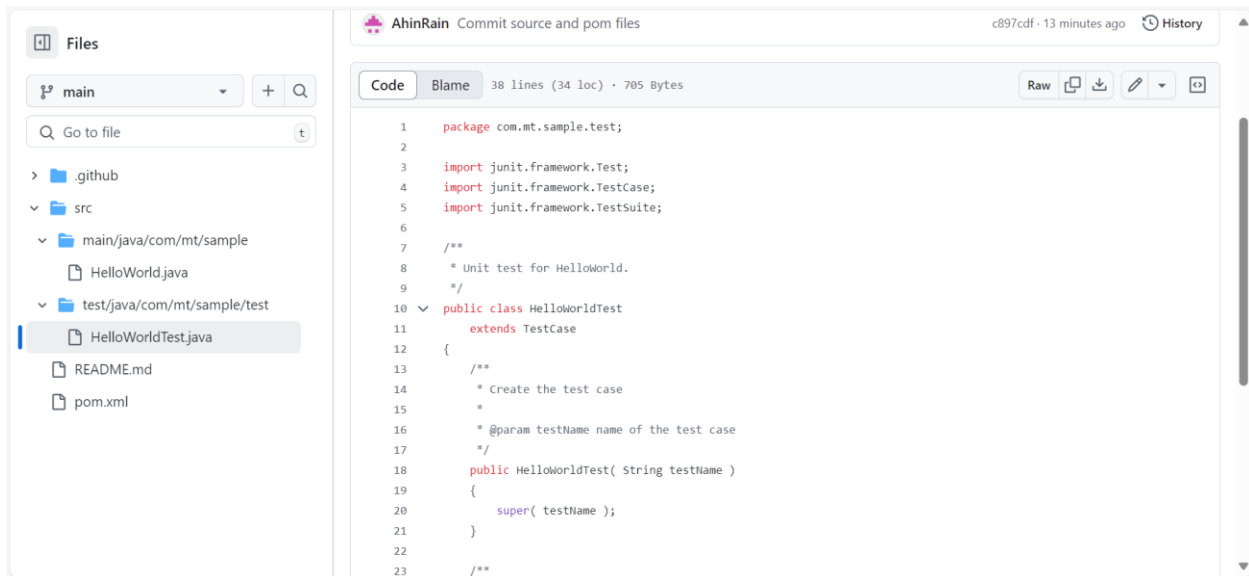 Files
main
Go to file
t
.github
src
main/java/com/mt/sample
HelloWorld.java
test/java/com/mt/sample/test
HelloWorldTest.java
README.md
pom.xml
AhinRain Commit source and pom files c897cdf · 13 minutes ago History
Code Blame 38 lines (34 loc) · 705 Bytes Raw
1 package com.mt.sample.test;
2
3 import junit.framework.Test;
4 import junit.framework.TestCase;
5 import junit.framework.TestSuite;
6
7 /**
8 * Unit test for HelloWorld.
9 */
10 public class HelloWorldTest
11 extends TestCase
12 {
13 /**
14 * Create the test case
15 *
16 * @param testName name of the test case
17 */
18 public HelloWorldTest( String testName )
19 {
20 super( testName );
21 }
22
23 /**